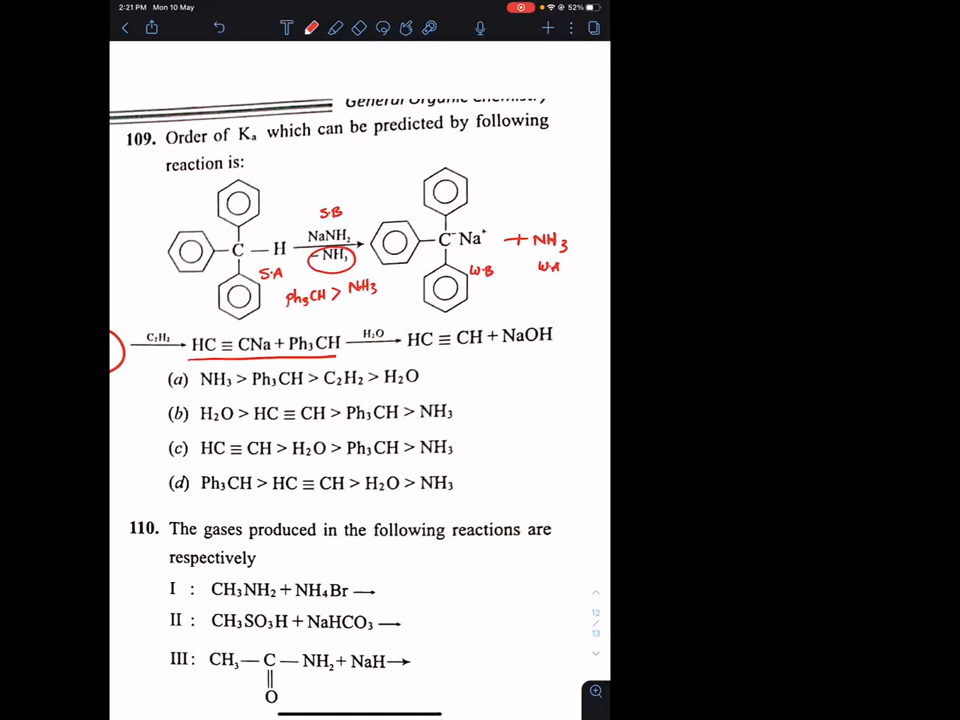 2:21 PM Mon 10 May
52%
General Organic Chemistry
109. Order of Ka which can be predicted by following
reaction is:
S·B
NaNH2
C — H
– NH3
C⁻ Na⁺
+ NH3
S·A
W·B
W·A
Ph3CH > NH3
C2H2
HC ≡ CNa + Ph3CH
H2O
HC ≡ CH + NaOH
(a) NH3 > Ph3CH > C2H2 > H2O
(b) H2O > HC ≡ CH > Ph3CH > NH3
(c) HC ≡ CH > H2O > Ph3CH > NH3
(d) Ph3CH > HC ≡ CH > H2O > NH3
110. The gases produced in the following reactions are
respectively
I : CH3NH2 + NH4Br →
II : CH3SO3H + NaHCO3 →
III: CH3 — C — NH2 + NaH →
O
12
/
13